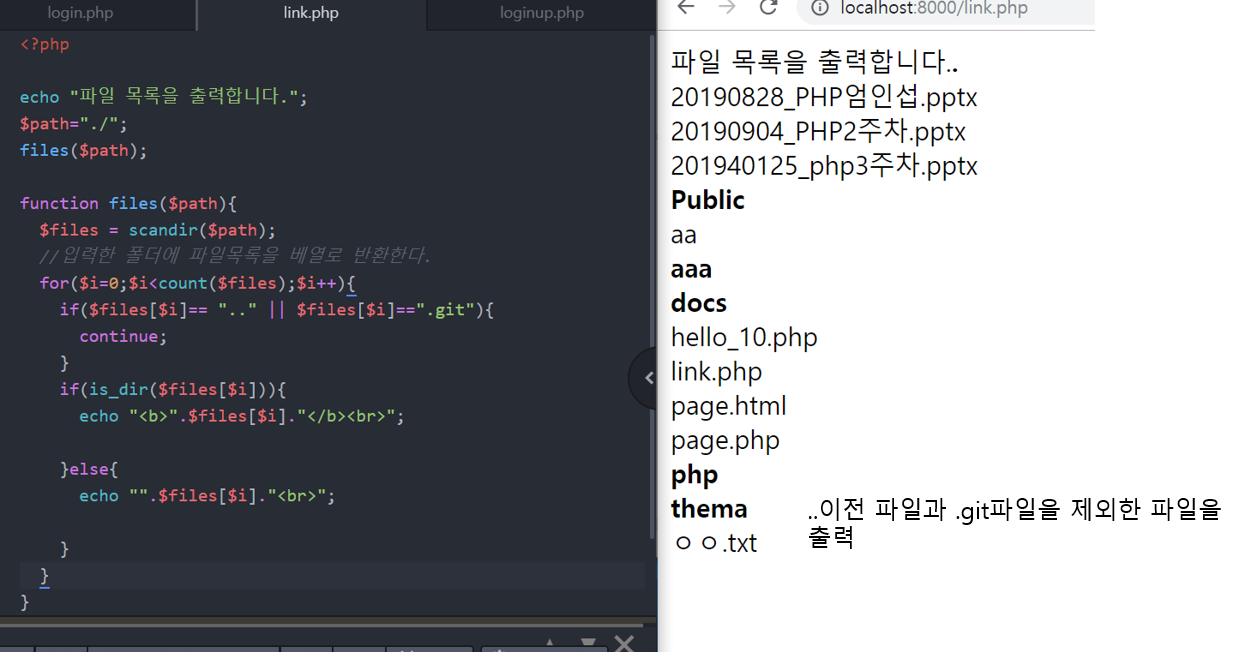 login.php
link.php
loginup.php
<?php
echo "파일 목록을 출력합니다.";
$path="./";
files($path);
function files($path){
$files = scandir($path);
//입력한 폴더에 파일목록을 베열로 반환한다.
for($i=0;$i<count($files);$i++){
if($files[$i]== ".." || $files[$i]==".git"){
continue;
}
if(is_dir($files[$i])){
echo "<b>".$files[$i]."</b><br>";
}else{
echo "".$files[$i]."<br>";
}
}
}
localhost:8000/link.php
파일 목록을 출력합니다..
20190828_PHP엄인섭.pptx
20190904_PHP2주차.pptx
201940125_php3주차.pptx
Public
aa
aaa
docs
hello_10.php
link.php
page.html
page.php
php
thema
ㅇㅇ.txt
..이전 파일과 .git파일을 제외한 파일을
출력